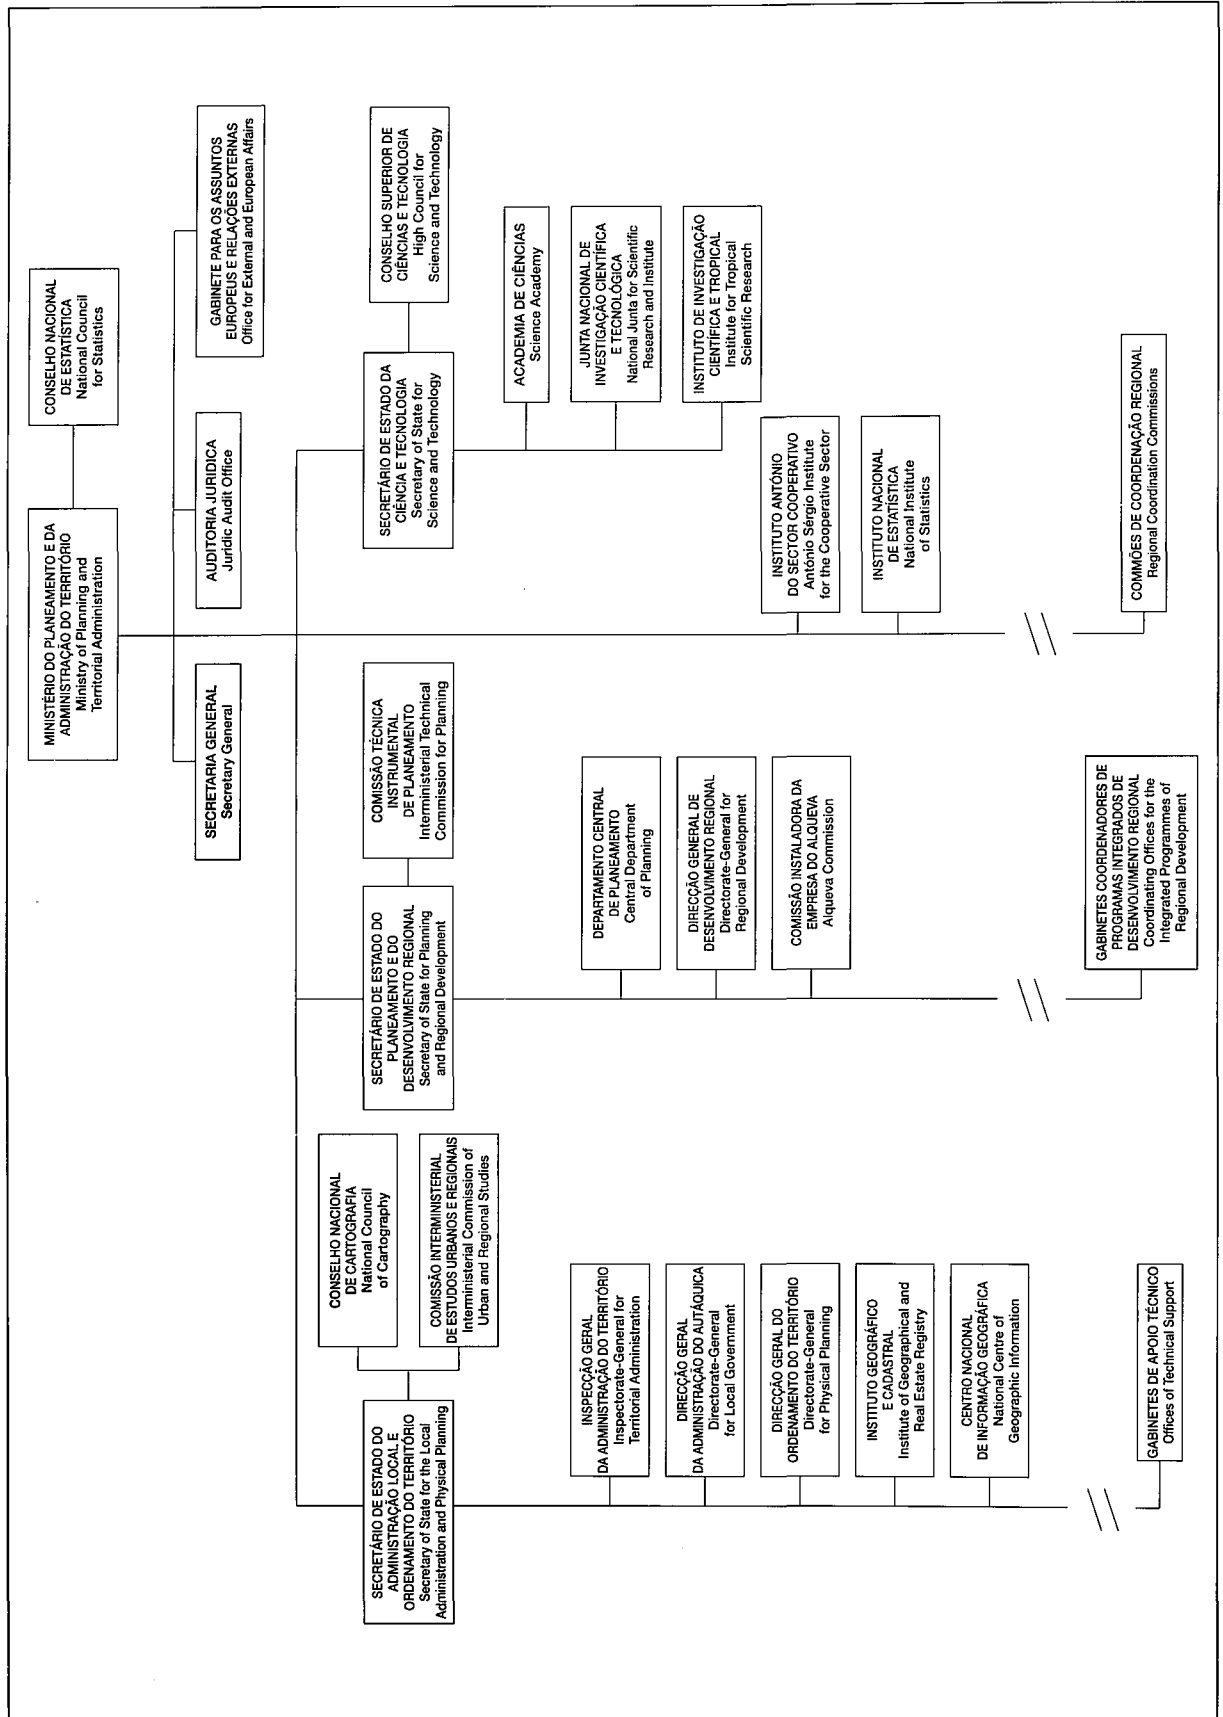 MINISTÉRIO DO PLANEAMENTO E DA
ADMINISTRAÇÃO DO TERRITÓRIO
Ministry of Planning and
Territorial Administration
CONSELHO NACIONAL
DE ESTATÍSTICA
National Council
for Statistics
SECRETARIA GENERAL
Secretary General
AUDITORIA JURIDICA
Juridic Audit Office
GABINETE PARA OS ASSUNTOS
EUROPEUS E RELAÇÕES EXTERNAS
Office for External and European Affairs
CONSELHO NACIONAL
DE CARTOGRAFIA
National Council
of Cartography
COMISSÃO INTERMINISTERIAL
DE ESTUDOS URBANOS E REGIONAIS
Interministerial Commission of
Urban and Regional Studies
SECRETÁRIO DE ESTADO DO
ADMINISTRAÇÃO LOCAL E
ORDENAMENTO DO TERRITÓRIO
Secretary of State for the Local
Administration and Physical Planning
SECRETÁRIO DE ESTADO DO
PLANEAMENTO E DO
DESENVOLVIMENTO REGIONAL
Secretary of State for Planning
and Regional Development
COMISSÃO TÉCNICA
INSTRUMENTAL
DE PLANEAMENTO
Interministerial Technical
Commission for Planning
SECRETÁRIO DE ESTADO DA
CIÊNCIA E TECNOLOGIA
Secretary of State for
Science and Technology
CONSELHO SUPERIOR DE
CIÊNCIAS E TECNOLOGIA
High Council for
Science and Technology
INSPECÇÃO GERAL
DA ADMINISTRAÇÃO DO TERRITÓRIO
Inspectorate-General for
Territorial Administration
DIRECÇÃO GERAL
DA ADMINISTRAÇÃO DO AUTÁQUICA
Directorate-General
for Local Government
DIRECÇÃO GERAL DO
ORDENAMENTO DO TERRITÓRIO
Directorate-General
for Physical Planning
INSTITUTO GEOGRÁFICO
E CADASTRAL
Institute of Geographical and
Real Estate Registry
CENTRO NACIONAL
DE INFORMAÇÃO GEOGRÁFICA
National Centre of
Geographic Information
GABINETES DE APOIO TÉCNICO
Offices of Technical Support
DEPARTAMENTO CENTRAL
DE PLANEAMENTO
Central Department
of Planning
DIRECÇÃO GENERAL DE
DESENVOLVIMENTO REGIONAL
Directorate-General for
Regional Development
COMISSÃO INSTALADORA DA
EMPRESA DO ALQUEVA
Alqueva Commission
GABINETES COORDENADORES DE
PROGRAMAS INTEGRADOS DE
DESENVOLVIMENTO REGIONAL
Coordinating Offices for the
Integrated Programmes of
Regional Development
ACADEMIA DE CIÊNCIAS
Science Academy
JUNTA NACIONAL DE
INVESTIGAÇÃO CIENTÍFICA
E TECNOLÓGICA
National Junta for Scientific
Research and Institute
INSTITUTO DE INVESTIGAÇÃO
CIENTÍFICA E TROPICAL
Institute for Tropical
Scientific Research
INSTITUTO ANTÓNIO
DO SECTOR COOPERATIVO
António Sérgio Institute
for the Cooperative Sector
INSTITUTO NACIONAL
DE ESTATÍSTICA
National Institute
of Statistics
COMMÕES DE COORDENAÇÃO REGIONAL
Regional Coordination Commissions